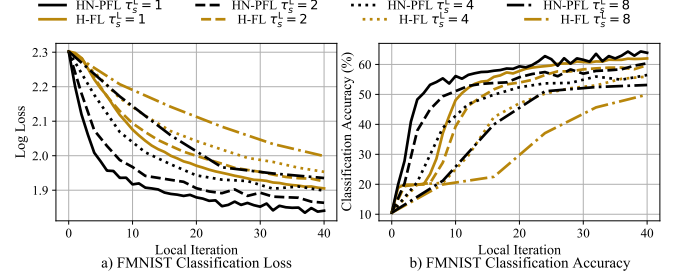 HN-PFL τ_s^L = 1 HN-PFL τ_s^L = 2 HN-PFL τ_s^L = 4 HN-PFL τ_s^L = 8
H-FL τ_s^L = 1 H-FL τ_s^L = 2 H-FL τ_s^L = 4 H-FL τ_s^L = 8
2.3
2.2
2.1
2.0
1.9
Log Loss
0 10 20 30 40
Local Iteration
a) FMNIST Classification Loss
60
50
40
30
20
10
Classification Accuracy (%)
0 10 20 30 40
Local Iteration
b) FMNIST Classification Accuracy